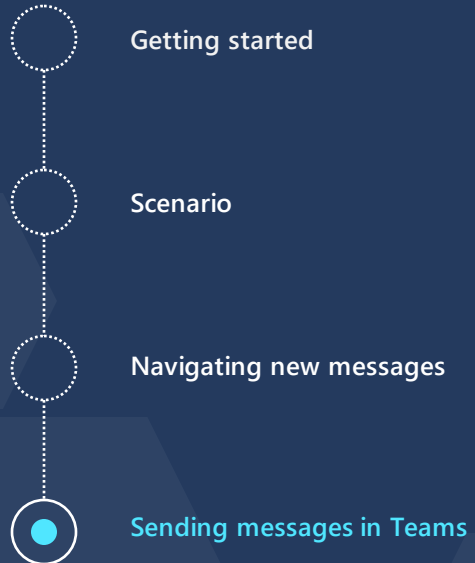 Getting started
Scenario
Navigating new messages
Sending messages in Teams